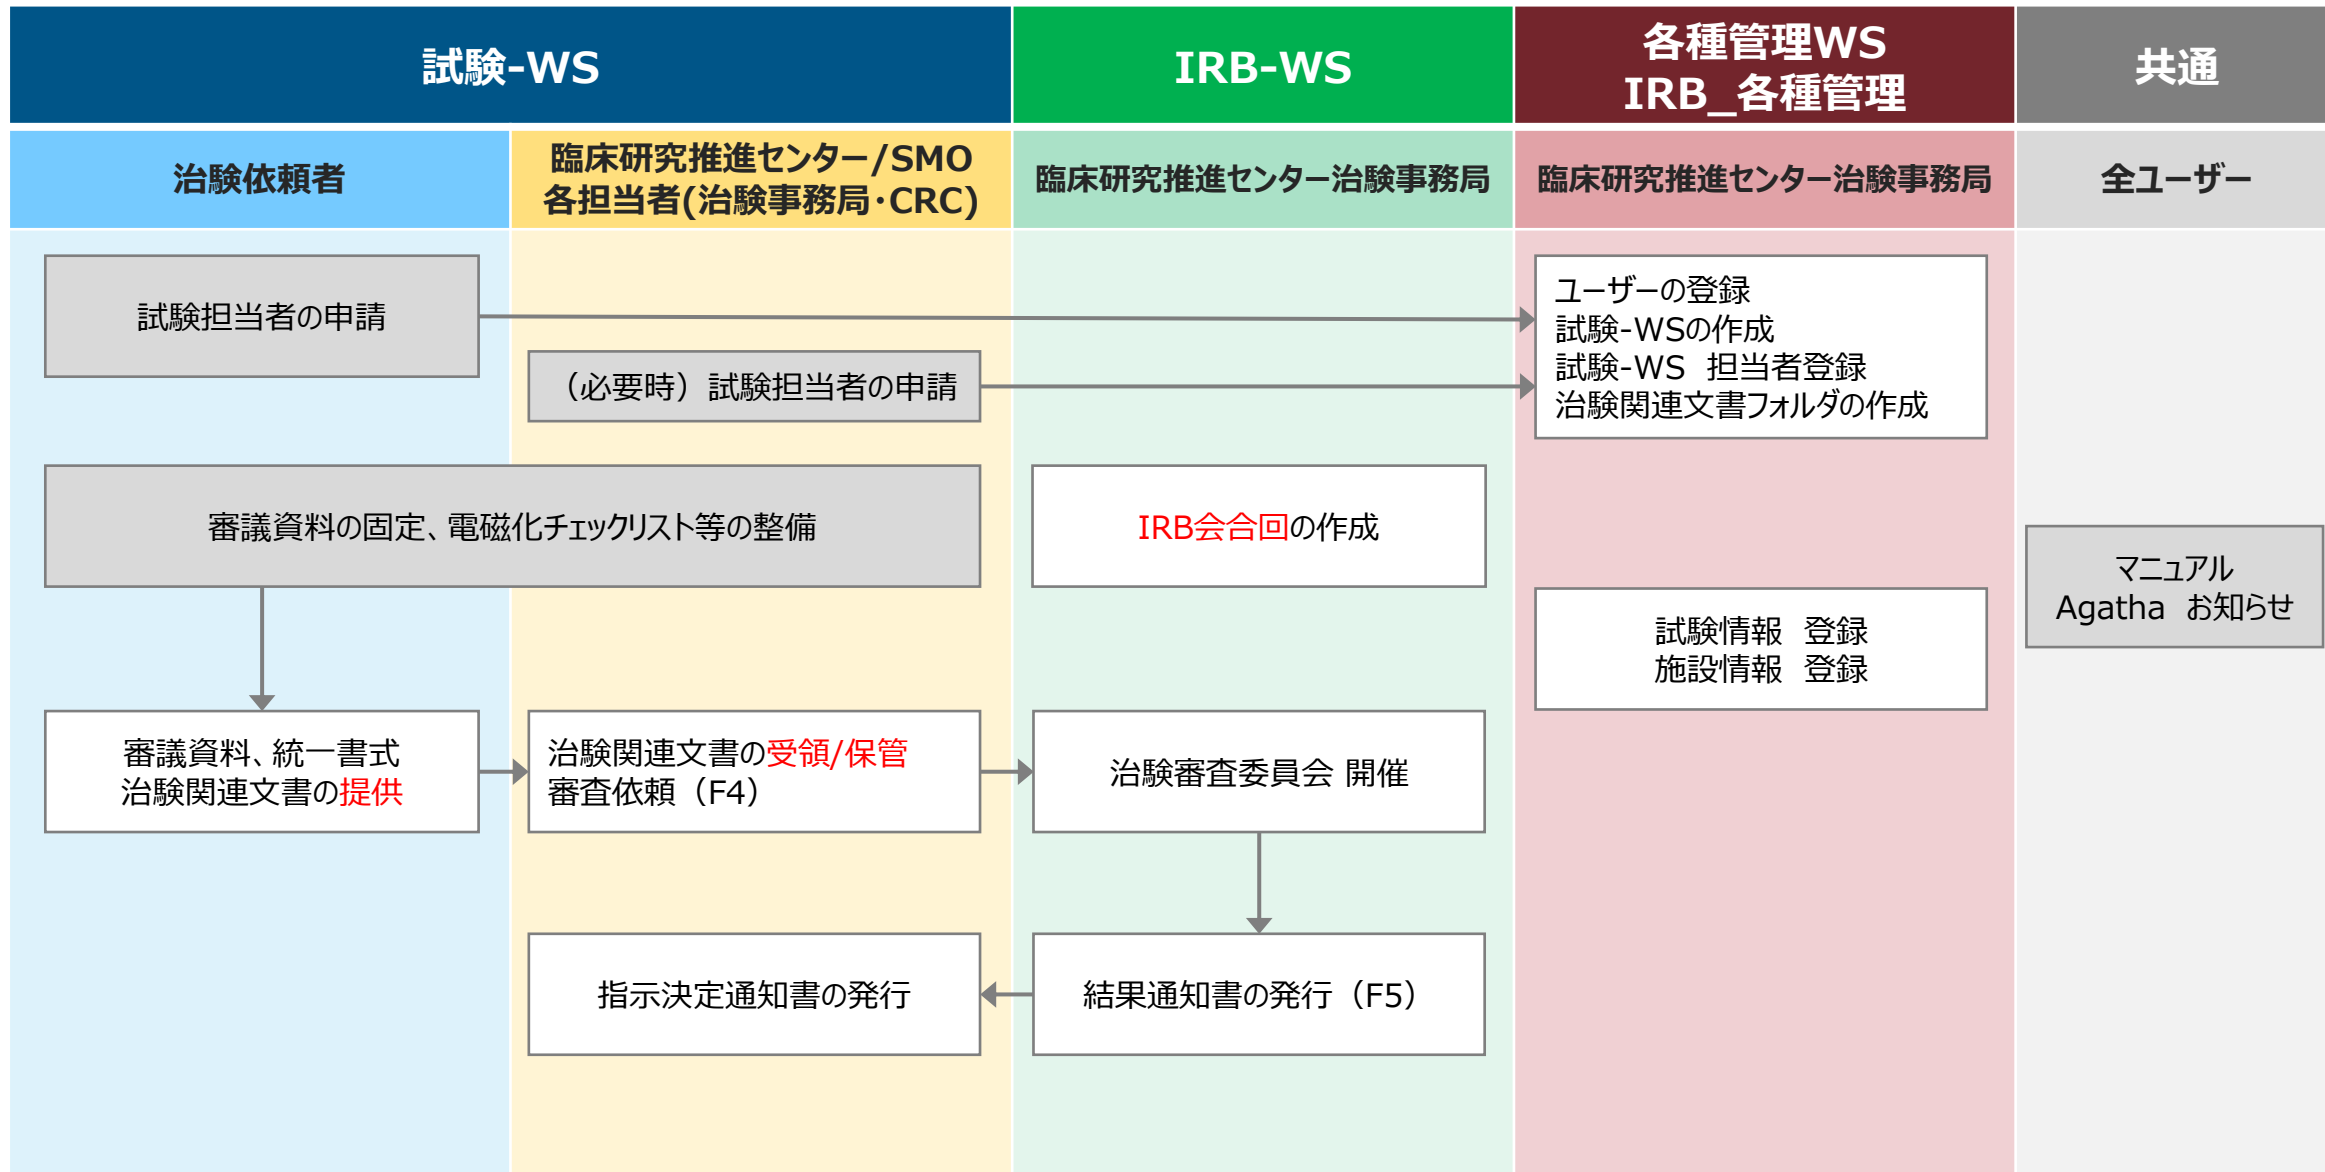 試験-WS
IRB-WS
各種管理WS
IRB_各種管理
共通
治験依頼者
臨床研究推進センター/SMO
各担当者(治験事務局・CRC)
臨床研究推進センター治験事務局
臨床研究推進センター治験事務局
全ユーザー
試験担当者の申請
（必要時）試験担当者の申請
ユーザーの登録
試験-WSの作成
試験-WS　担当者登録
治験関連文書フォルダの作成
審議資料の固定、電磁化チェックリスト等の整備
IRB会合回の作成
マニュアル
Agatha　お知らせ
試験情報　登録
施設情報　登録
審議資料、統一書式
治験関連文書の提供
治験関連文書の受領/保管
審査依頼（F4）
治験審査委員会 開催
指示決定通知書の発行
結果通知書の発行（F5）